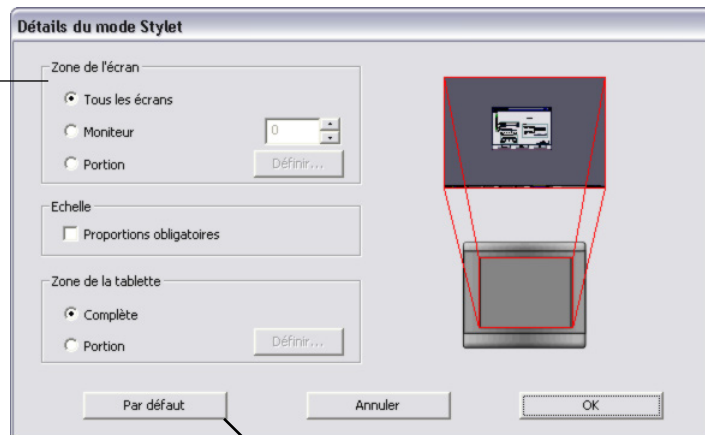 Détails du mode Stylet
Zone de l'écran
Tous les écrans
Moniteur
0
Portion
Définir...
Echelle
Proportions obligatoires
Zone de la tablette
Complète
Portion
Définir...
Par défaut
Annuler
OK